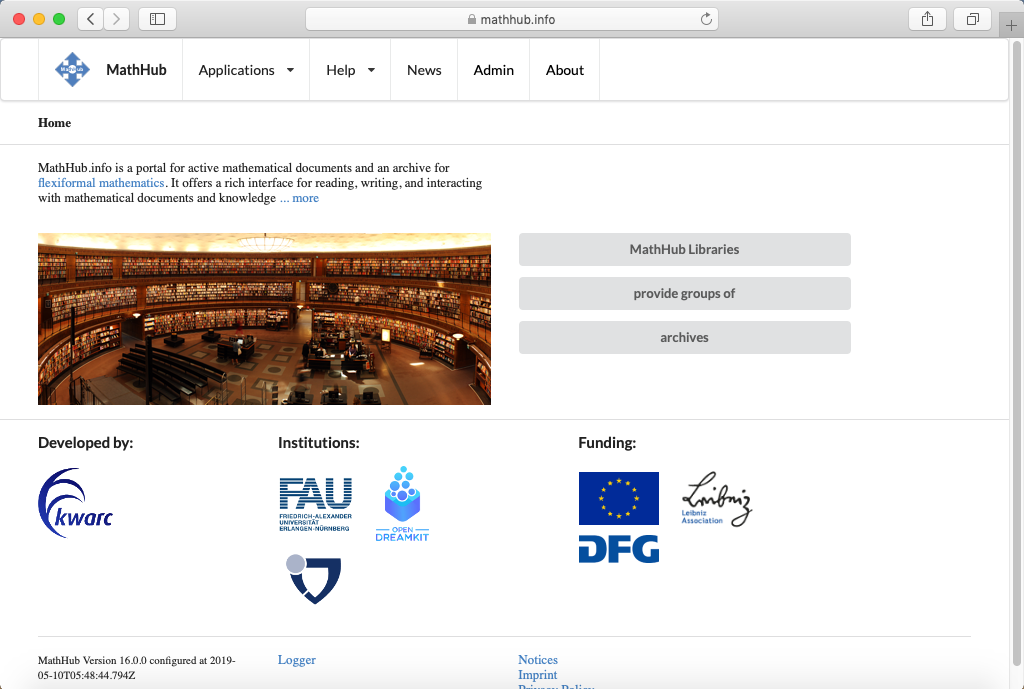 mathhub.info
MathHub
Applications
Help
News
Admin
About
Home
MathHub.info is a portal for active mathematical documents and an archive for
flexiformal mathematics. It offers a rich interface for reading, writing, and interacting
with mathematical documents and knowledge ... more
MathHub Libraries
provide groups of
archives
Developed by:
Institutions:
Funding:
kwarc
FAU
FRIEDRICH-ALEXANDER
UNIVERSITÄT
ERLANGEN-NÜRNBERG
OPEN
DREAMKIT
Leibniz
Leibniz
Association
DFG
MathHub Version 16.0.0 configured at 2019-
05-10T05:48:44.794Z
Logger
Notices
Imprint
Privacy Policy